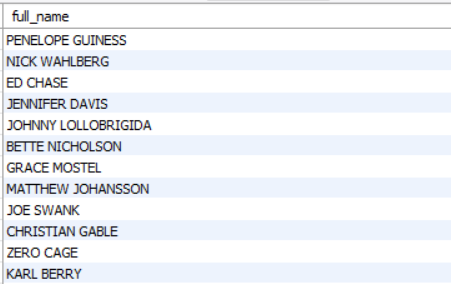 full_name
PENELOPE GUINESS
NICK WAHLBERG
ED CHASE
JENNIFER DAVIS
JOHNNY LOLLOBRIGIDA
BETTE NICHOLSON
GRACE MOSTEL
MATTHEW JOHANSSON
JOE SWANK
CHRISTIAN GABLE
ZERO CAGE
KARL BERRY